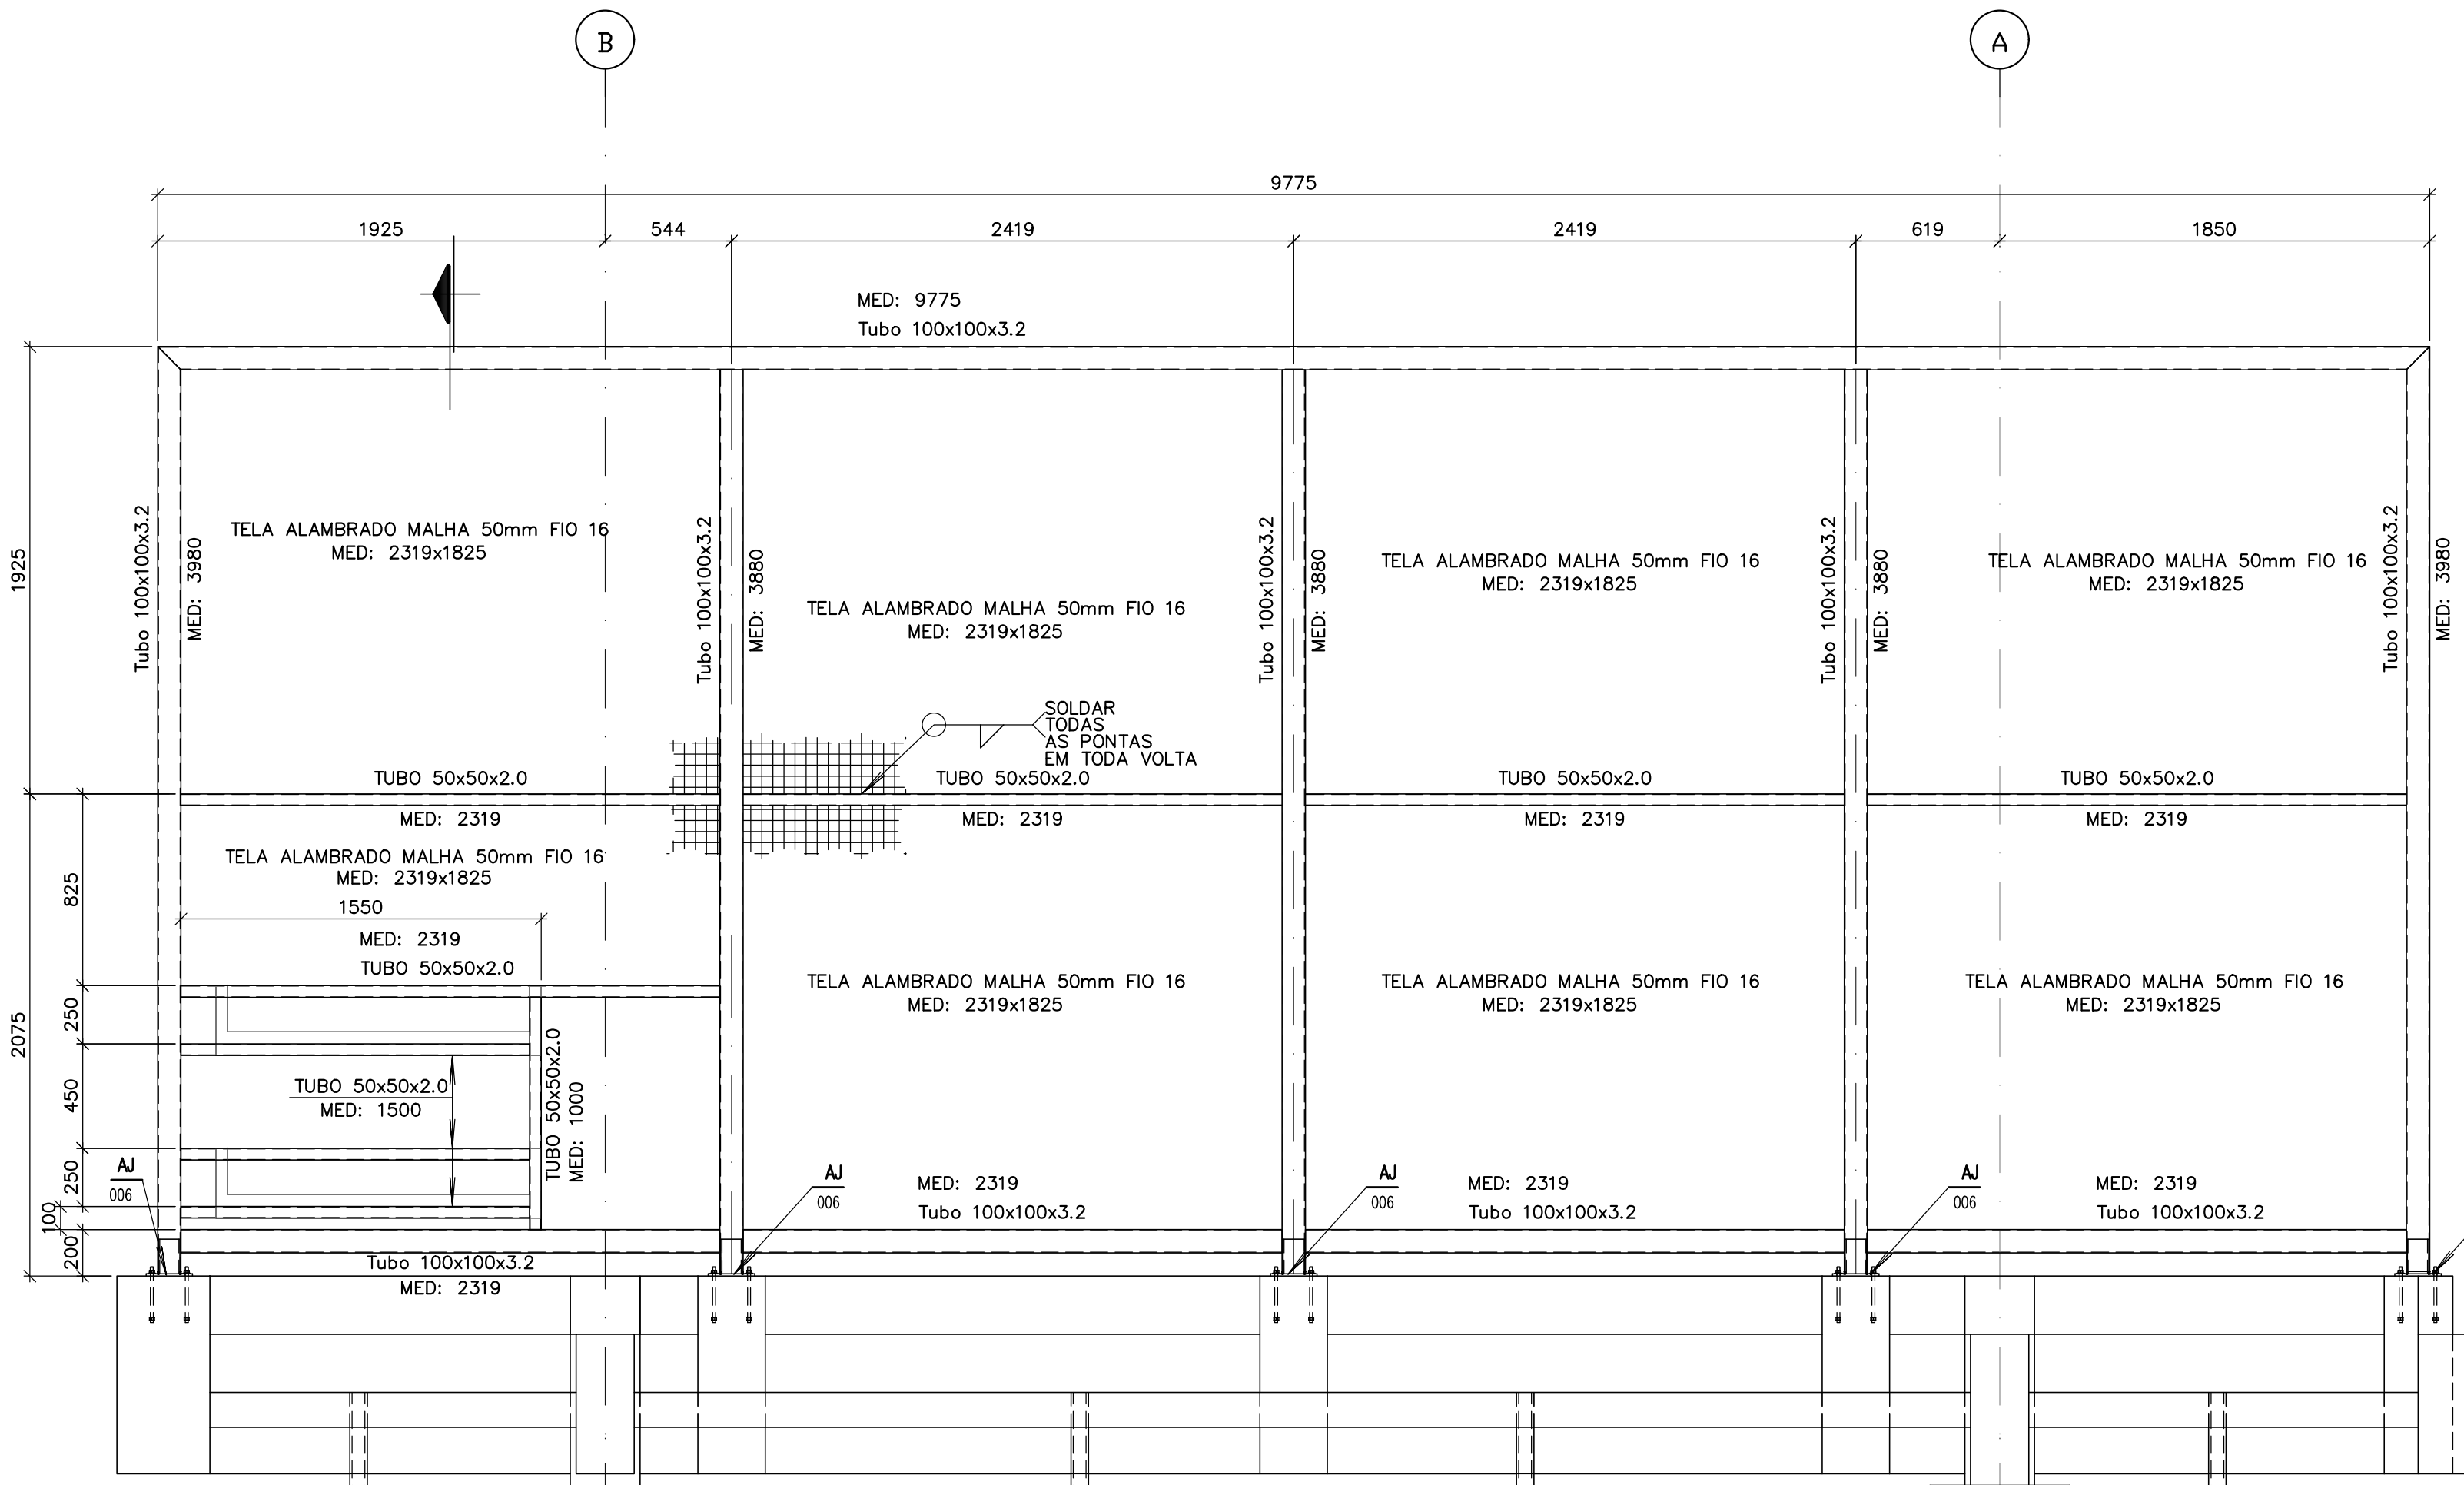 B
A
9775
1925
544
2419
2419
619
1850
MED: 9775
Tubo 100x100x3.2
1925
2075
825
250
450
250
100
200
Tubo 100x100x3.2
MED: 3980
TELA ALAMBRADO MALHA 50mm FIO 16
MED: 2319x1825
Tubo 100x100x3.2
MED: 3880
TELA ALAMBRADO MALHA 50mm FIO 16
MED: 2319x1825
Tubo 100x100x3.2
MED: 3880
TELA ALAMBRADO MALHA 50mm FIO 16
MED: 2319x1825
Tubo 100x100x3.2
MED: 3880
TELA ALAMBRADO MALHA 50mm FIO 16
MED: 2319x1825
Tubo 100x100x3.2
MED: 3980
SOLDAR
TODAS
AS PONTAS
EM TODA VOLTA
TUBO 50x50x2.0
MED: 2319
TUBO 50x50x2.0
MED: 2319
TUBO 50x50x2.0
MED: 2319
TUBO 50x50x2.0
MED: 2319
TELA ALAMBRADO MALHA 50mm FIO 16
MED: 2319x1825
1550
MED: 2319
TUBO 50x50x2.0
TUBO 50x50x2.0
MED: 1500
TUBO 50x50x2.0
MED: 1000
TELA ALAMBRADO MALHA 50mm FIO 16
MED: 2319x1825
TELA ALAMBRADO MALHA 50mm FIO 16
MED: 2319x1825
TELA ALAMBRADO MALHA 50mm FIO 16
MED: 2319x1825
AJ
006
AJ
006
MED: 2319
Tubo 100x100x3.2
AJ
006
MED: 2319
Tubo 100x100x3.2
AJ
006
MED: 2319
Tubo 100x100x3.2
Tubo 100x100x3.2
MED: 2319